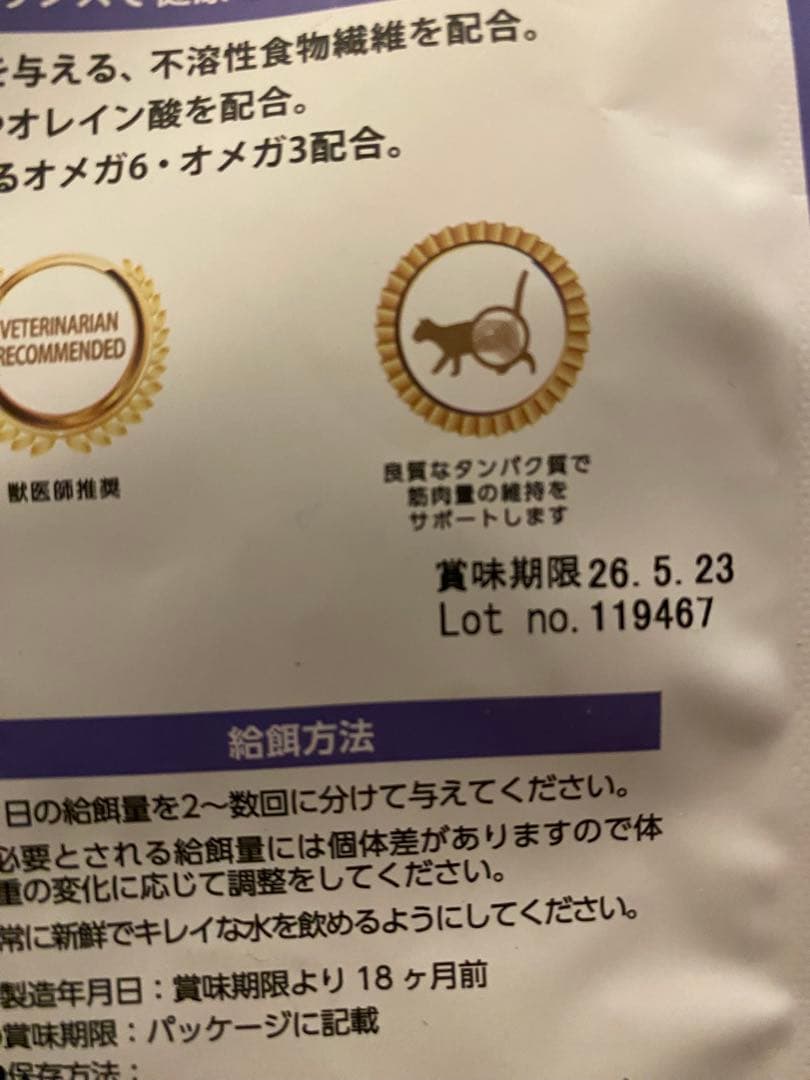 を与える、不溶性食物繊維を配合。
やオレイン酸を配合。
るオメガ6・オメガ3配合。
VETERINARIAN
RECOMMENDED
獣医師推奨
良質なタンパク質で
筋肉量の維持を
サポートします
賞味期限26.5.23
Lot no.119467
給餌方法
日の給餌量を2～数回に分けて与えてください。
必要とされる給餌量には個体差がありますので体
重の変化に応じて調整をしてください。
常に新鮮でキレイな水を飲めるようにしてください。
製造年月日：賞味期限より18ヶ月前
賞味期限：パッケージに記載
保存方法：